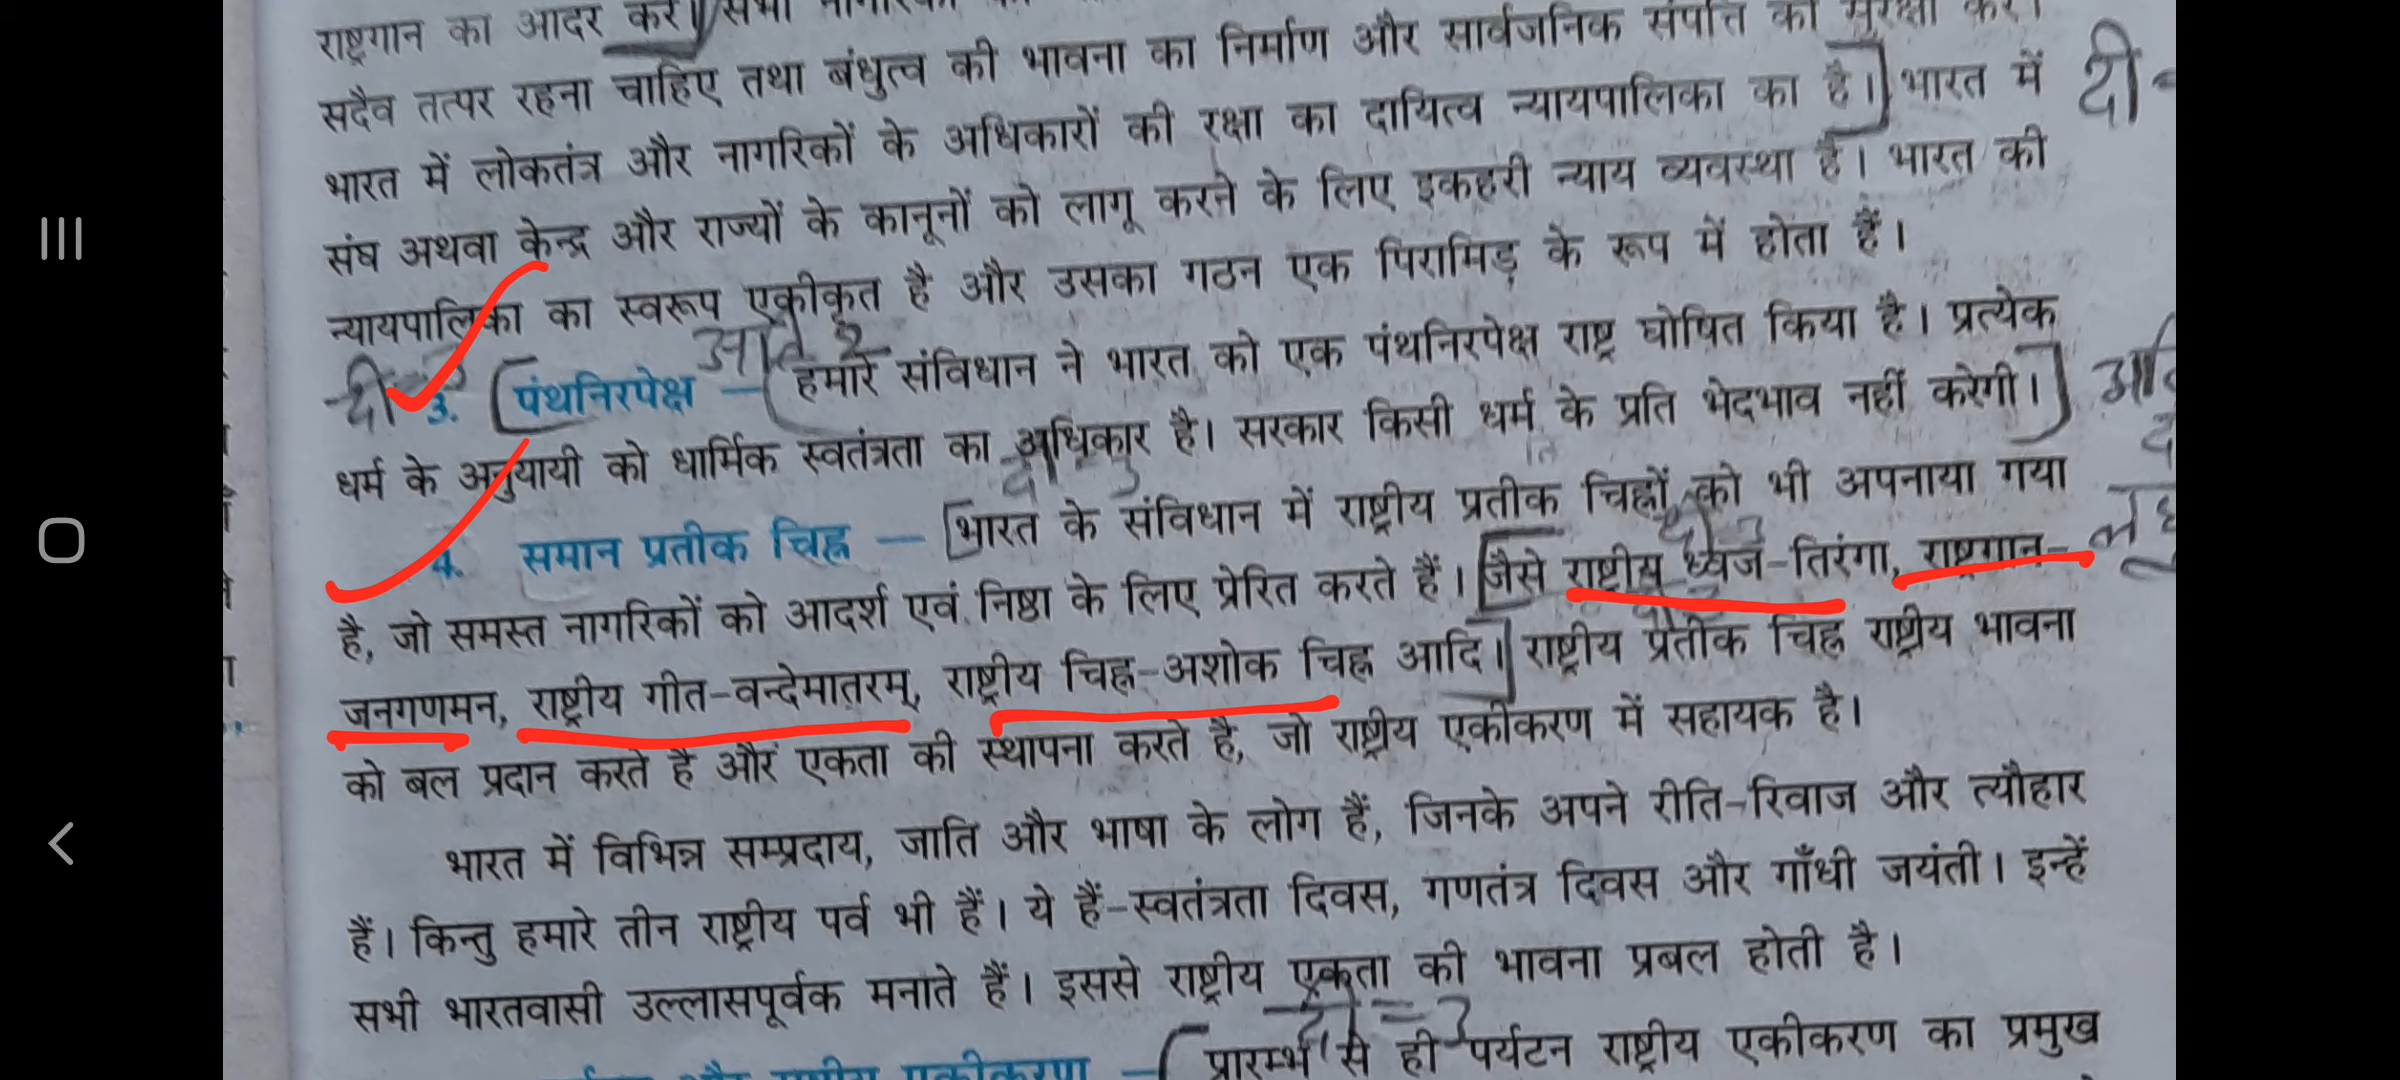 राष्ट्रगान का आदर करें। सभी
सदैव तत्पर रहना चाहिए तथा बंधुत्व की भावना का निर्माण और सार्वजनिक संपत्ति की सुरक्षा करें।
भारत में लोकतंत्र और नागरिकों के अधिकारों की रक्षा का दायित्व न्यायपालिका का है। भारत में
संघ अथवा केन्द्र और राज्यों के कानूनों को लागू करने के लिए इकहरी न्याय व्यवस्था है। भारत की
न्यायपालिका का स्वरूप एकीकृत है और उसका गठन एक पिरामिड़ के रूप में होता हैं।
3. पंथनिरपेक्ष — हमारे संविधान ने भारत को एक पंथनिरपेक्ष राष्ट्र घोषित किया है। प्रत्येक
धर्म के अनुयायी को धार्मिक स्वतंत्रता का अधिकार है। सरकार किसी धर्म के प्रति भेदभाव नहीं करेगी।
4. समान प्रतीक चिह्न — भारत के संविधान में राष्ट्रीय प्रतीक चिह्नों को भी अपनाया गया
है, जो समस्त नागरिकों को आदर्श एवं निष्ठा के लिए प्रेरित करते हैं। जैसे राष्ट्रीय ध्वज-तिरंगा, राष्ट्रगान-
जनगणमन, राष्ट्रीय गीत-वन्देमातरम्, राष्ट्रीय चिह्न-अशोक चिह्न आदि। राष्ट्रीय प्रतीक चिह्न राष्ट्रीय भावना
को बल प्रदान करते है और एकता की स्थापना करते है, जो राष्ट्रीय एकीकरण में सहायक है।
भारत में विभिन्न सम्प्रदाय, जाति और भाषा के लोग हैं, जिनके अपने रीति-रिवाज और त्यौहार
हैं। किन्तु हमारे तीन राष्ट्रीय पर्व भी हैं। ये हैं-स्वतंत्रता दिवस, गणतंत्र दिवस और गाँधी जयंती। इन्हें
सभी भारतवासी उल्लासपूर्वक मनाते हैं। इससे राष्ट्रीय एकता की भावना प्रबल होती है।
और राष्ट्रीय एकीकरण — प्रारम्भ से ही पर्यटन राष्ट्रीय एकीकरण का प्रमुख